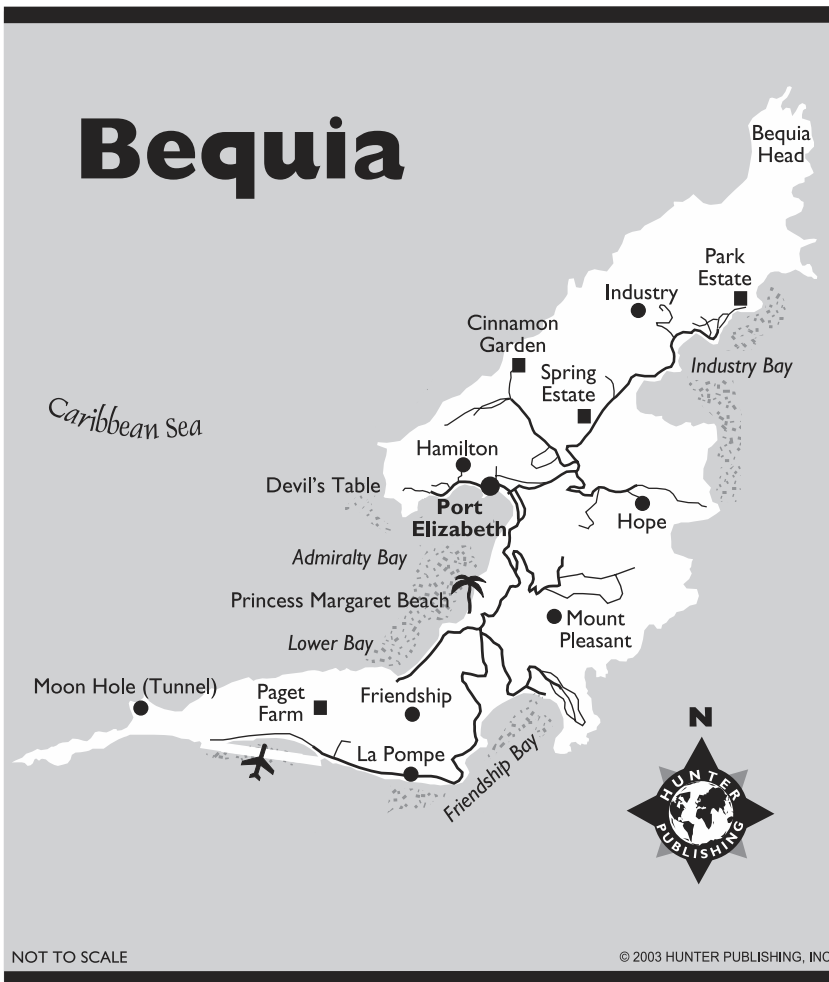 Bequia
Bequia
Head
Park
Estate
Industry
Cinnamon
Garden
Industry Bay
Spring
Estate
Caribbean Sea
Hamilton
Devil's Table
Port
Elizabeth
Hope
Admiralty Bay
Princess Margaret Beach
Mount
Pleasant
Lower Bay
Moon Hole (Tunnel)
Paget
Farm
Friendship
La Pompe
Friendship Bay
N
HUNTER
PUBLISHING
NOT TO SCALE
© 2003 HUNTER PUBLISHING, INC